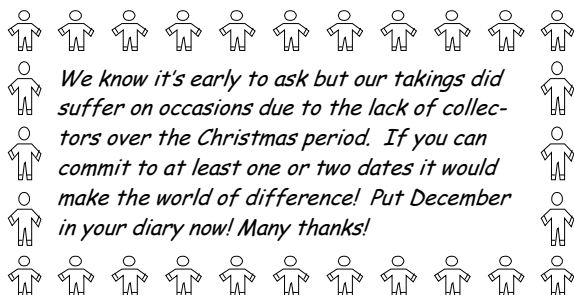 We know it's early to ask but our takings did
suffer on occasions due to the lack of collec-
tors over the Christmas period.  If you can
commit to at least one or two dates it would
make the world of difference!  Put December
in your diary now! Many thanks!